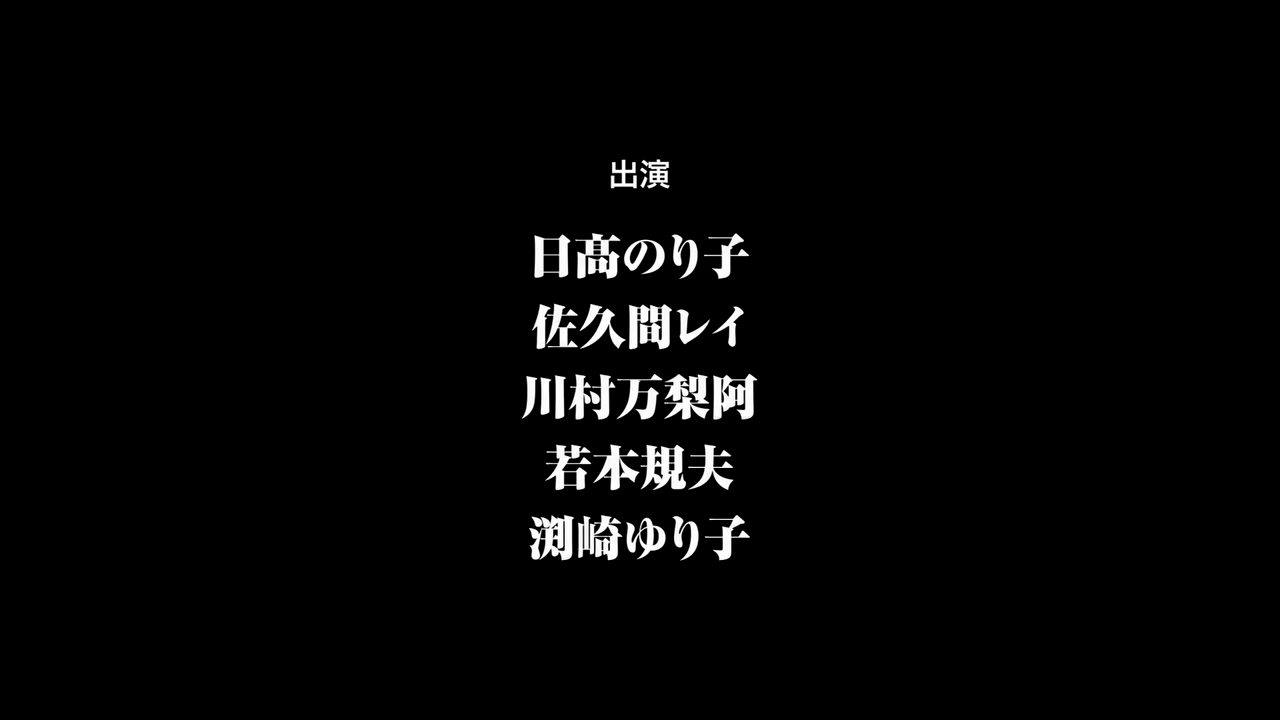 出演
日髙のり子
佐久間レイ
川村万梨阿
若本規夫
渕崎ゆり子